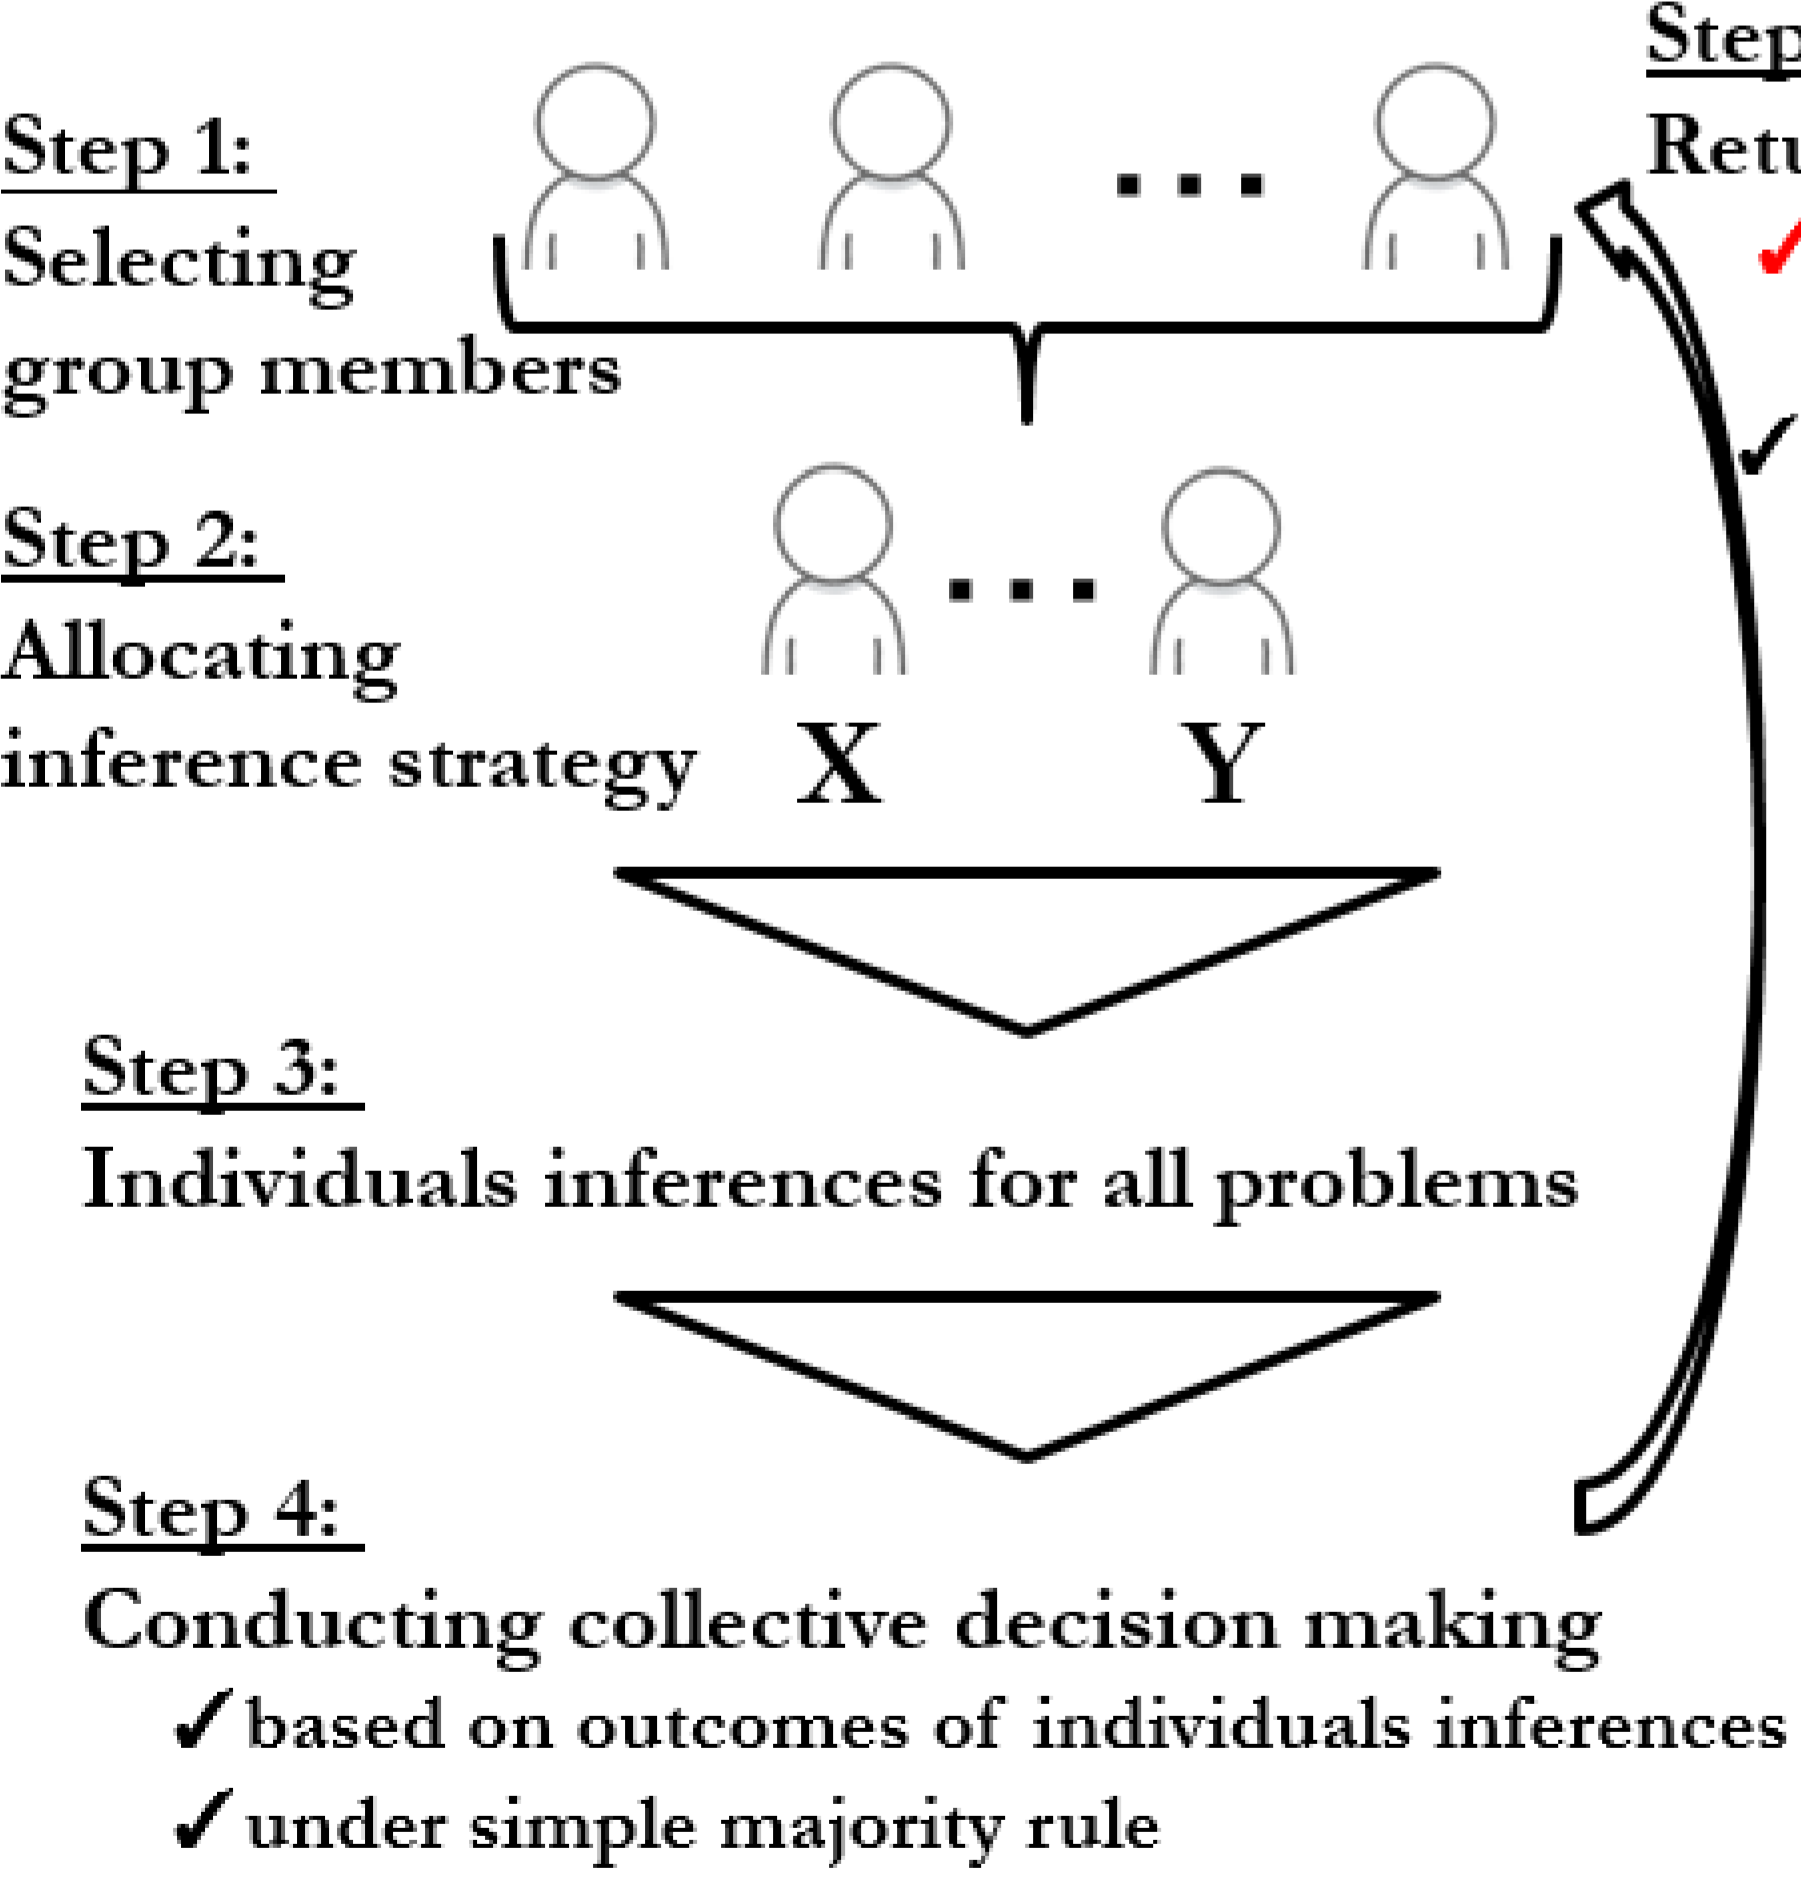 Step 1:
Selecting
group members
Step 2:
Allocating
inference strategy
X
Y
Step 3:
Individuals inferences for all problems
Step 4:
Conducting collective decision making
✓based on outcomes of individuals inferences
✓under simple majority rule
Step